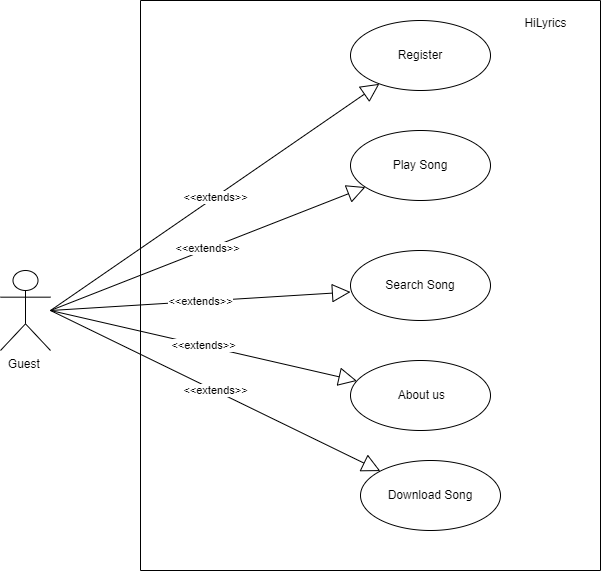 HiLyrics
Register
<<extends>>
Play Song
<<extends>>
Search Song
<<extends>>
Guest
<<extends>>
About us
<<extends>>
Download Song